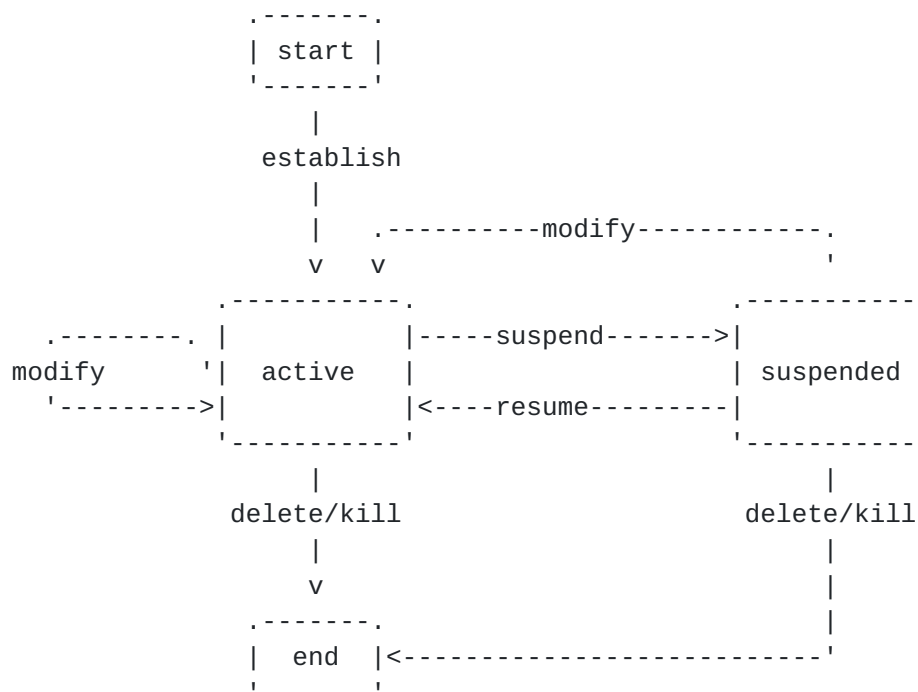 start
establish
modify
suspend
modify active suspended
resume
delete/kill delete/kill
end